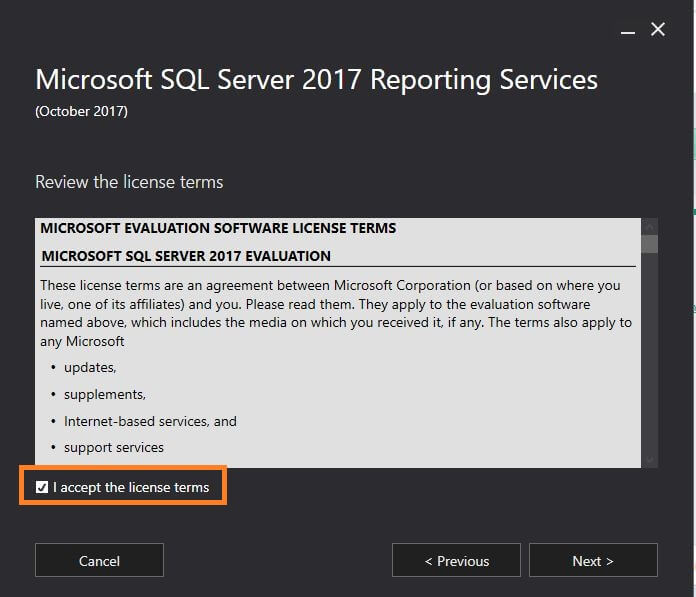 Microsoft SQL Server 2017 Reporting Services
(October 2017)
Review the license terms
MICROSOFT EVALUATION SOFTWARE LICENSE TERMS
MICROSOFT SQL SERVER 2017 EVALUATION
These license terms are an agreement between Microsoft Corporation (or based on where you
live, one of its affiliates) and you. Please read them. They apply to the evaluation software
named above, which includes the media on which you received it, if any. The terms also apply to
any Microsoft
• updates,
• supplements,
• Internet-based services, and
• support services
I accept the license terms
Cancel
< Previous
Next >